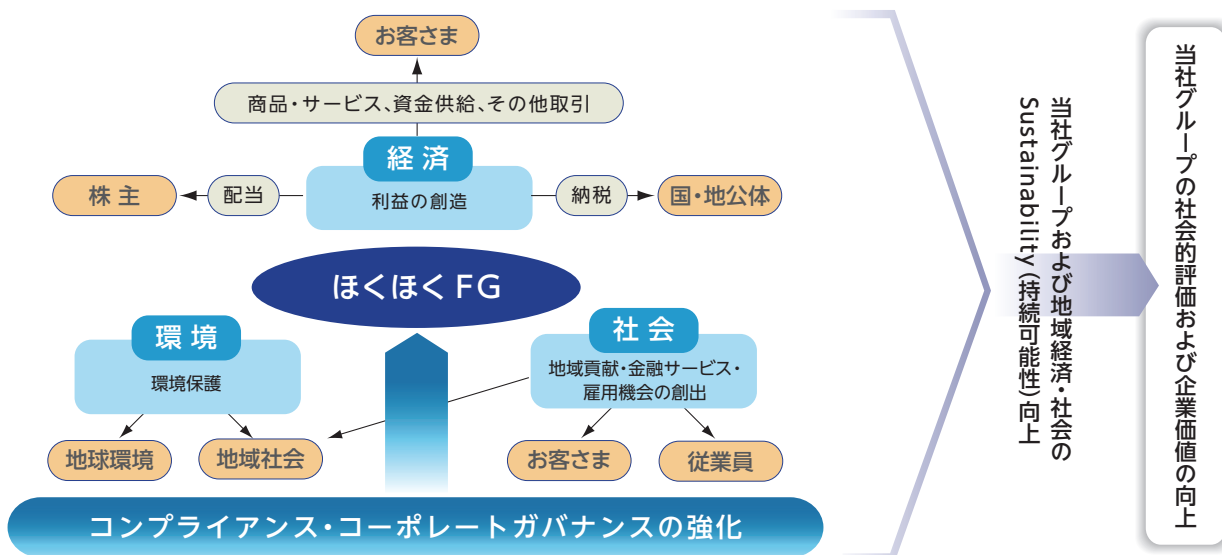 お客さま
商品・サービス、資金供給、その他取引
経済
利益の創造
株主
配当
納税
国・地公体
ほくほくFG
環境
環境保護
社会
地域貢献・金融サービス・
雇用機会の創出
地球環境
地域社会
お客さま
従業員
コンプライアンス・コーポレートガバナンスの強化
当社グループおよび地域経済・社会の
Sustainability(持続可能性)向上
当社グループの社会的評価および企業価値の向上